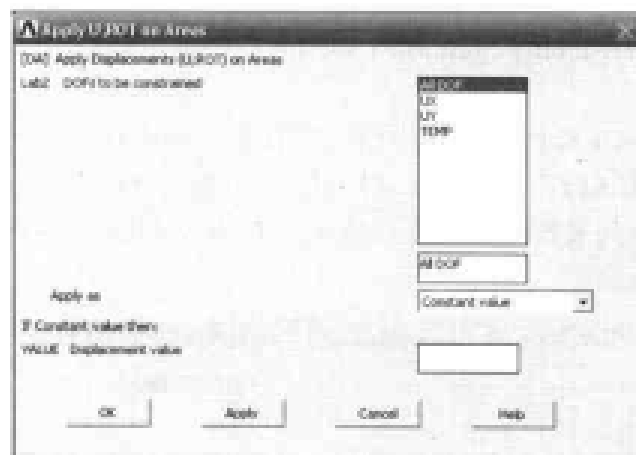 Apply U,ROT on Areas
[DA] Apply Displacements (U,ROT) on Areas
Lab2 DOFs to be constrained
All DOF
UX
UY
TEMP
All DOF
Apply as
Constant value
If Constant value then:
VALUE Displacement value
OK
Apply
Cancel
Help